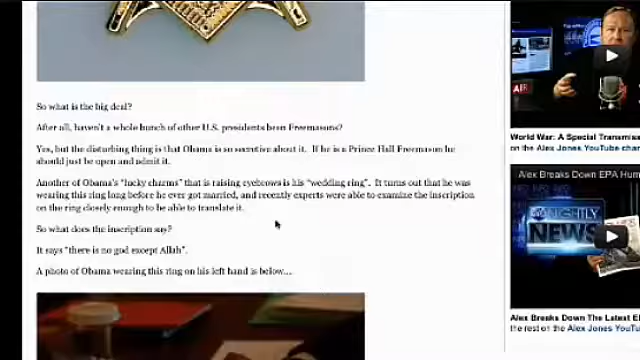 So what is the big deal?
After all, haven't a whole bunch of other U.S. presidents been Freemasons?
Yes, but the disturbing thing is that Obama is so secretive about it. If he is a Prince Hall Freemason he
should just be open and admit it.
Another of Obama's "lucky charms" that is raising eyebrows is his "wedding ring". It turns out that he was
wearing this ring long before he ever got married, and recently experts were able to examine the inscription
on the ring closely enough to be able to translate it.
So what does the inscription say?
It says "there is no god except Allah".
A photo of Obama wearing this ring on his left hand is below...
AIR
World War: A Special Transmiss
on the Alex Jones YouTube chan
Alex Breaks Down EPA Hum
NIGHTLY
NEWS
Alex Breaks Down The Latest E
the rest on the Alex Jones YouTu